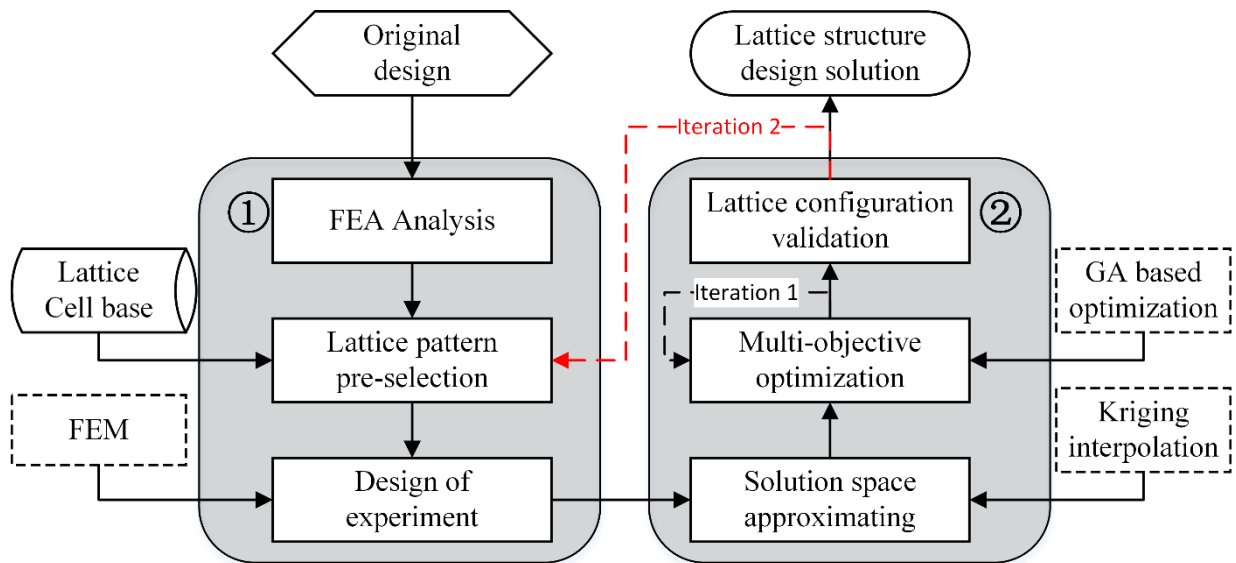 Original
design
Lattice structure
design solution
Iteration 2
①
FEA Analysis
Lattice configuration
validation
②
Lattice
Cell base
Iteration 1
GA based
optimization
Lattice pattern
pre-selection
Multi-objective
optimization
FEM
Kriging
interpolation
Design of
experiment
Solution space
approximating